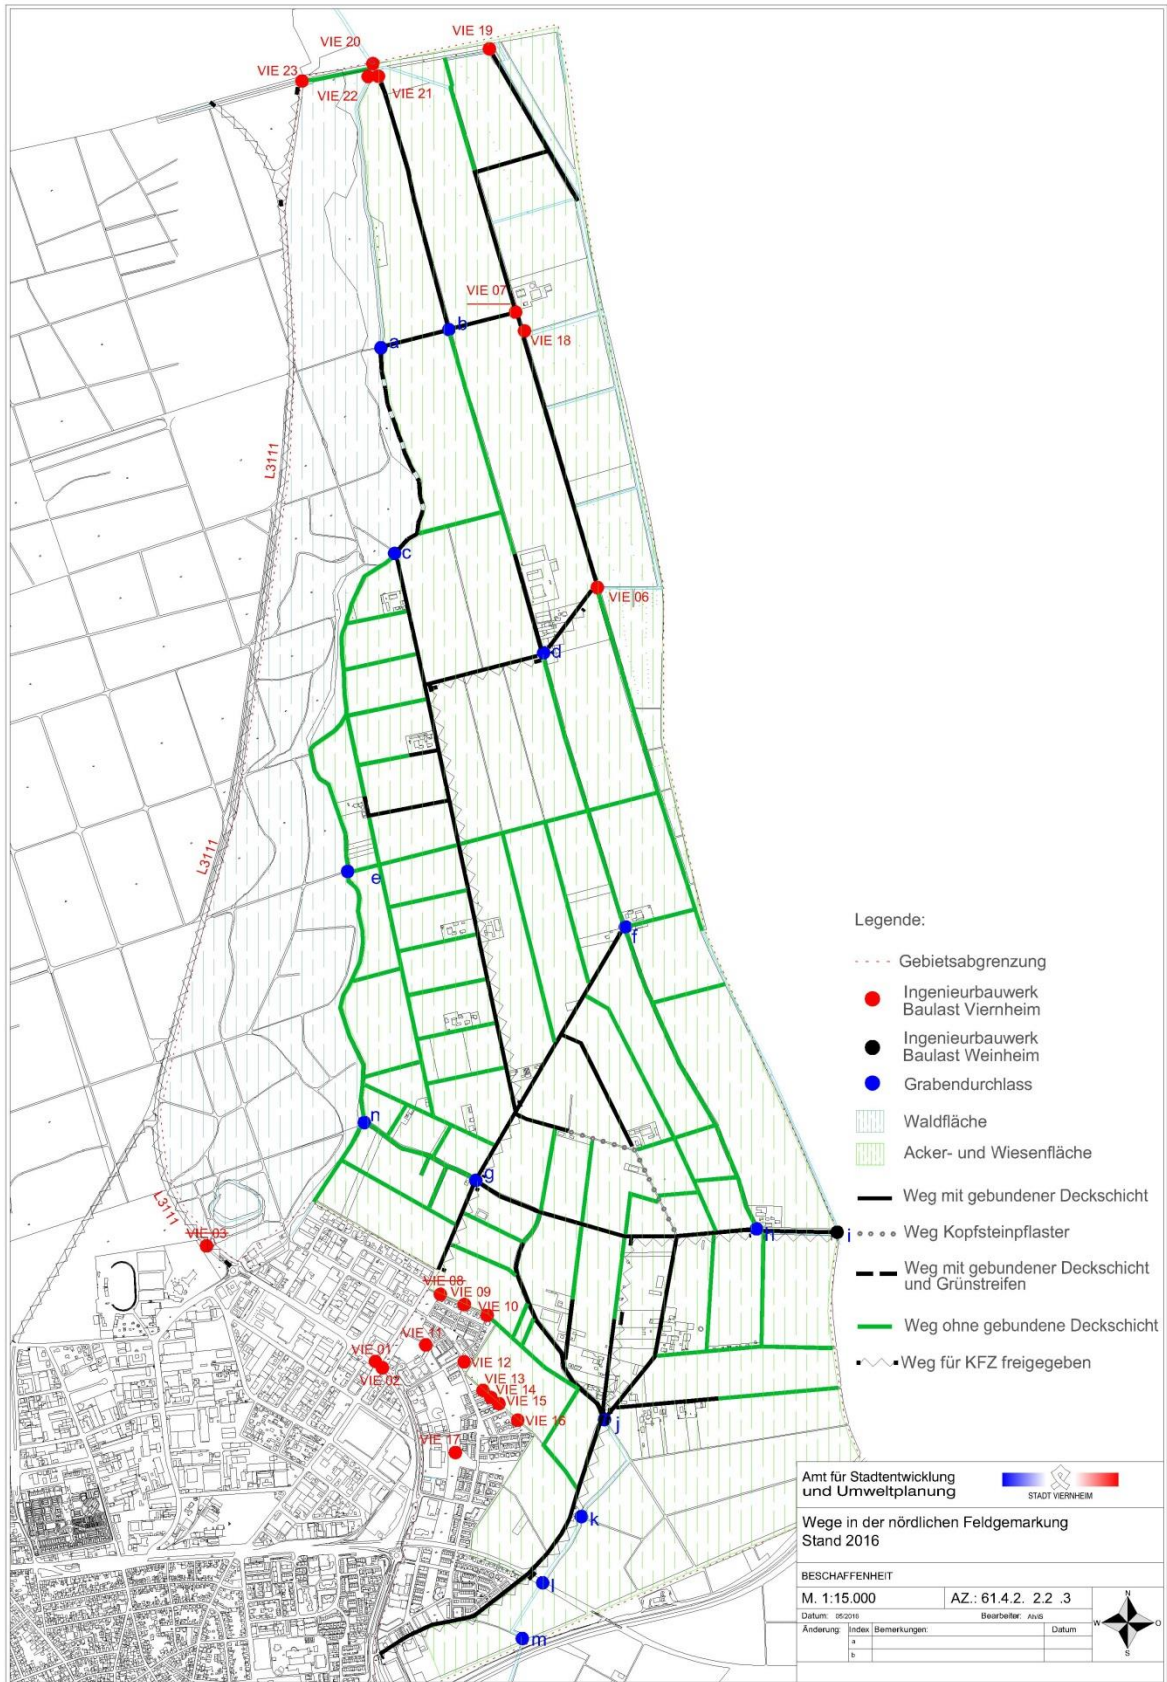 VIE 19
VIE 20
VIE 23
VIE 22
VIE 21
VIE 07
b
a
VIE 18
L3111
c
VIE 06
d
L3111
e
f
n
g
L3111
VIE 03
h
i
VIE 08
VIE 09
VIE 10
VIE 11
VIE 01
VIE 12
VIE 02
VIE 13
VIE 14
VIE 15
VIE 16
j
VIE 17
k
l
m
Legende:
Gebietsabgrenzung
Ingenieurbauwerk
Baulast Viernheim
Ingenieurbauwerk
Baulast Weinheim
Grabendurchlass
Waldfläche
Acker- und Wiesenfläche
Weg mit gebundener Deckschicht
Weg Kopfsteinpflaster
Weg mit gebundener Deckschicht
und Grünstreifen
Weg ohne gebundene Deckschicht
Weg für KFZ freigegeben
Amt für Stadtentwicklung
und Umweltplanung
STADT VIERNHEIM
Wege in der nördlichen Feldgemarkung
Stand 2016
BESCHAFFENHEIT
M. 1:15.000 AZ.: 61.4.2. 2.2 .3
Datum: 05/2016 Bearbeiter:
Änderung: Index Bemerkungen: Datum
a
b
N
W O
S